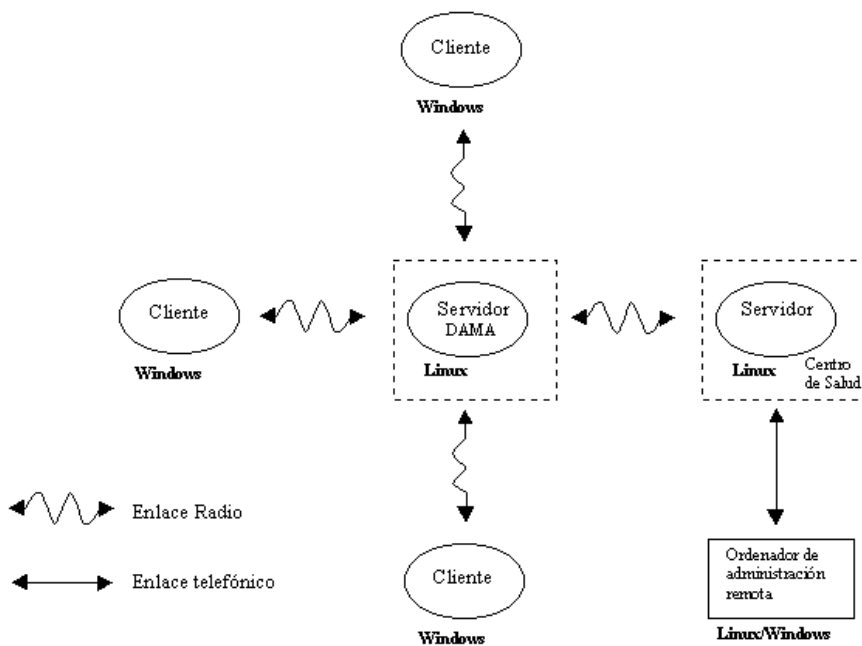 Cliente
Windows
Cliente
Windows
Servidor
DAMA
Linux
Servidor
Linux
Centro
de Salud
Enlace Radio
Enlace telefónico
Cliente
Windows
Ordenador de
administración
remota
Linux/Windows